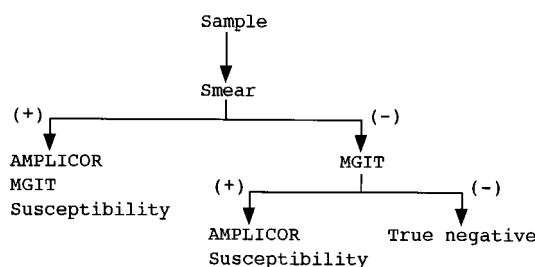 Sample
Smear
(+)
(-)
AMPLICOR
MGIT
Susceptibility
MGIT
(+)
(-)
AMPLICOR
Susceptibility
True negative